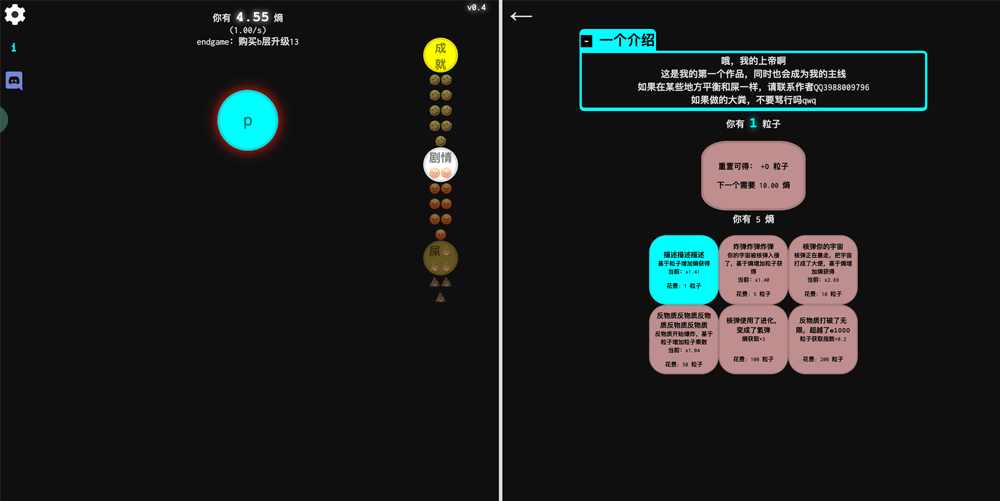 你有 4.55 熵
(1.00/s)
endgame: 购买b层升级13
v0.4
i
p
成
就
剧情
屎
-
一个介绍
哦，我的上帝啊
这是我的第一个作品，同时也会成为我的主线
如果在某些地方平衡和屎一样，请联系作者QQ3988009796
如果做的大粪，不要骂行吗qwq
你有 1 粒子
重置可得： +0 粒子
下一个需要 10.00 熵
你有 5 熵
描述描述描述
基于粒子增加熵获得
当前: x1.41
花费: 1 粒子
炸弹炸弹炸弹
你的宇宙被核弹入侵
了，基于熵增加粒子获
得
当前: x1.40
花费: 5 粒子
核弹你的宇宙
核弹正在暴走，把宇宙
打成了大便，基于熵增
加熵获得
当前: x2.69
花费: 10 粒子
反物质反物质反物
质反物质反物质
反物质开始爆炸，基于
粒子增加粒子乘数
当前: x1.04
花费: 50 粒子
核弹使用了进化，
变成了氢弹
熵获取×3
花费: 100 粒子
反物质打破了无
限，超越了e1000
粒子获取指数+0.2
花费: 200 粒子